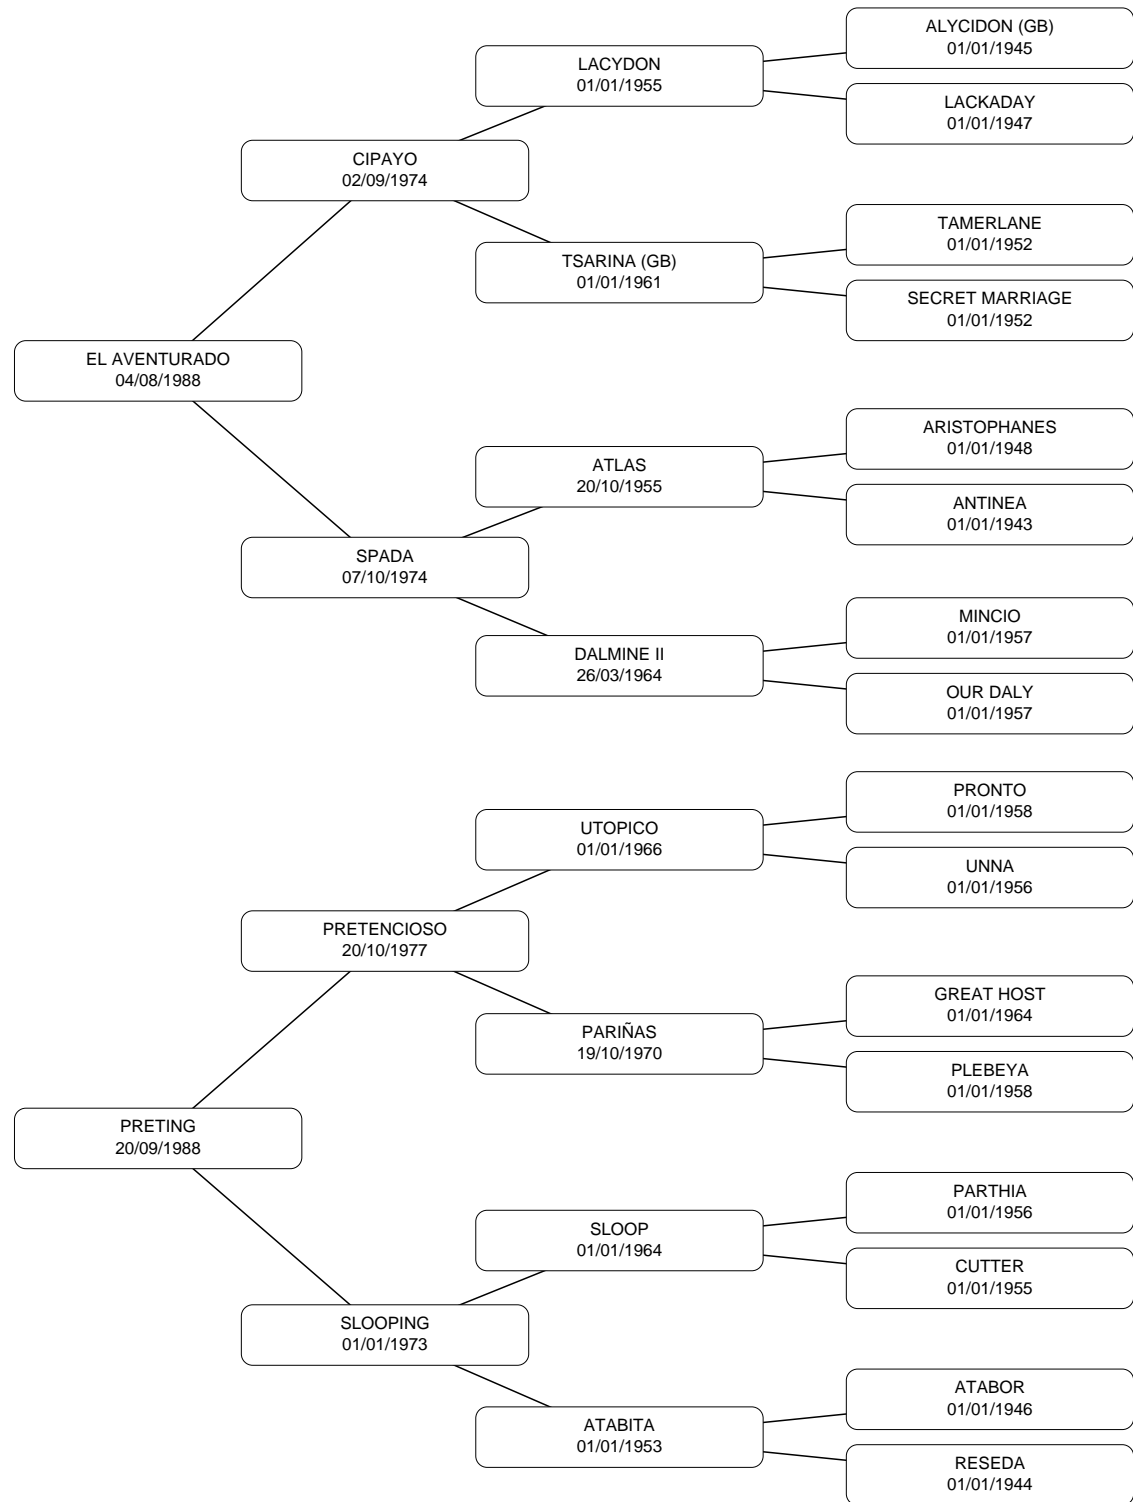 ALYCIDON (GB)
01/01/1945
LACYDON
01/01/1955
LACKADAY
01/01/1947
CIPAYO
02/09/1974
TAMERLANE
01/01/1952
TSARINA (GB)
01/01/1961
SECRET MARRIAGE
01/01/1952
EL AVENTURADO
04/08/1988
ARISTOPHANES
01/01/1948
ATLAS
20/10/1955
ANTINEA
01/01/1943
SPADA
07/10/1974
MINCIO
01/01/1957
DALMINE II
26/03/1964
OUR DALY
01/01/1957
PRONTO
01/01/1958
UTOPICO
01/01/1966
UNNA
01/01/1956
PRETENCIOSO
20/10/1977
GREAT HOST
01/01/1964
PARIÑAS
19/10/1970
PLEBEYA
01/01/1958
PRETING
20/09/1988
PARTHIA
01/01/1956
SLOOP
01/01/1964
CUTTER
01/01/1955
SLOOPING
01/01/1973
ATABOR
01/01/1946
ATABITA
01/01/1953
RESEDA
01/01/1944